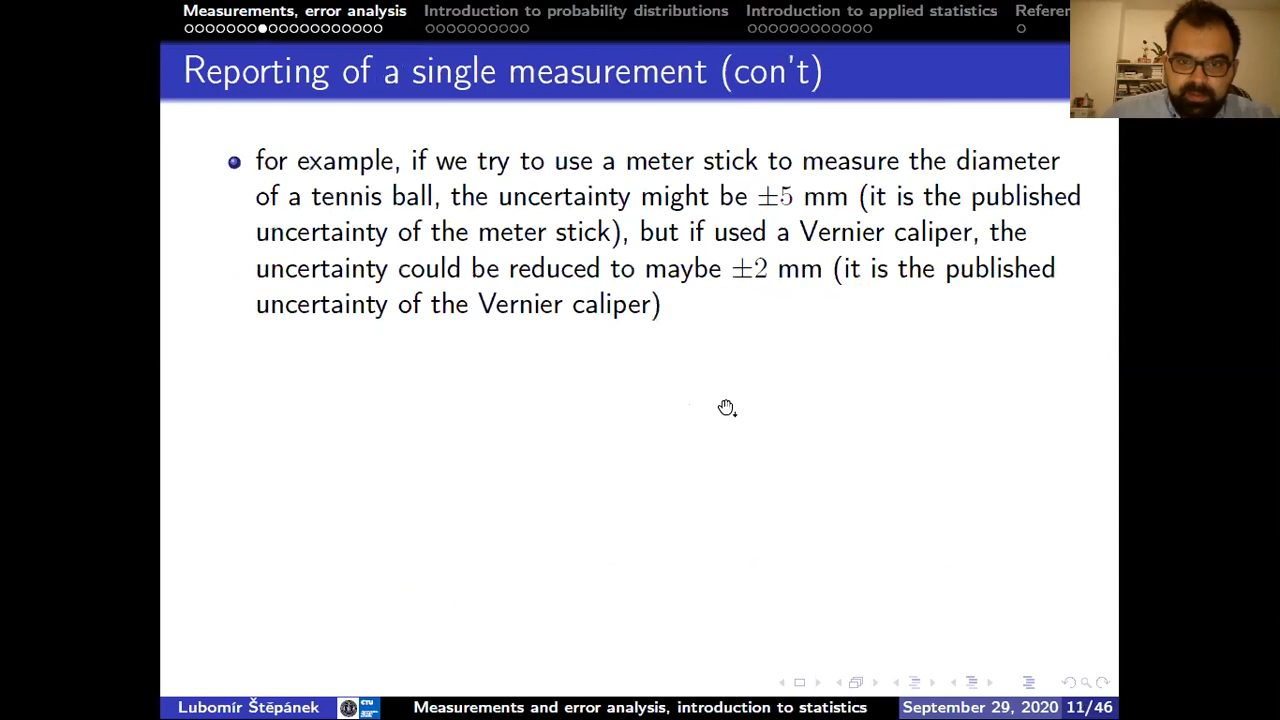 Measurements, error analysis Introduction to probability distributions Introduction to applied statistics Referen
Reporting of a single measurement (con't)
for example, if we try to use a meter stick to measure the diameter
of a tennis ball, the uncertainty might be ±5 mm (it is the published
uncertainty of the meter stick), but if used a Vernier caliper, the
uncertainty could be reduced to maybe ±2 mm (it is the published
uncertainty of the Vernier caliper)
Lubomír Štěpánek CTU Measurements and error analysis, introduction to statistics September 29, 2020 11/46